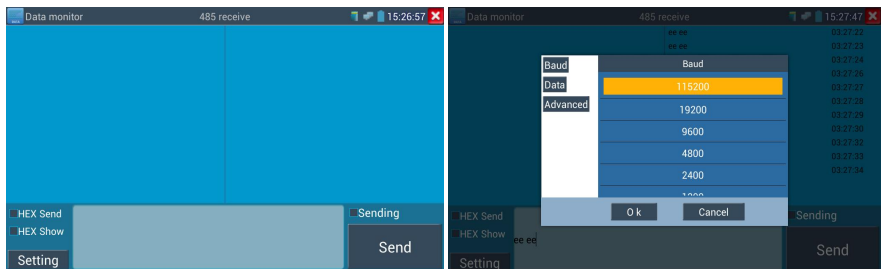 Data monitor 485 receive 15:26:57
HEX Send
HEX Show
Setting
Sending
Send
Data monitor 485 receive 15:27:47
ee ee 03:27:22
ee ee 03:27:23
03:27:24
03:27:26
03:27:27
03:27:28
03:27:29
03:27:30
03:27:32
03:27:33
03:27:34
Baud
Data
Advanced
Baud
115200
19200
9600
4800
2400
1200
O k Cancel
HEX Send
HEX Show
ee ee
Setting
Sending
Send